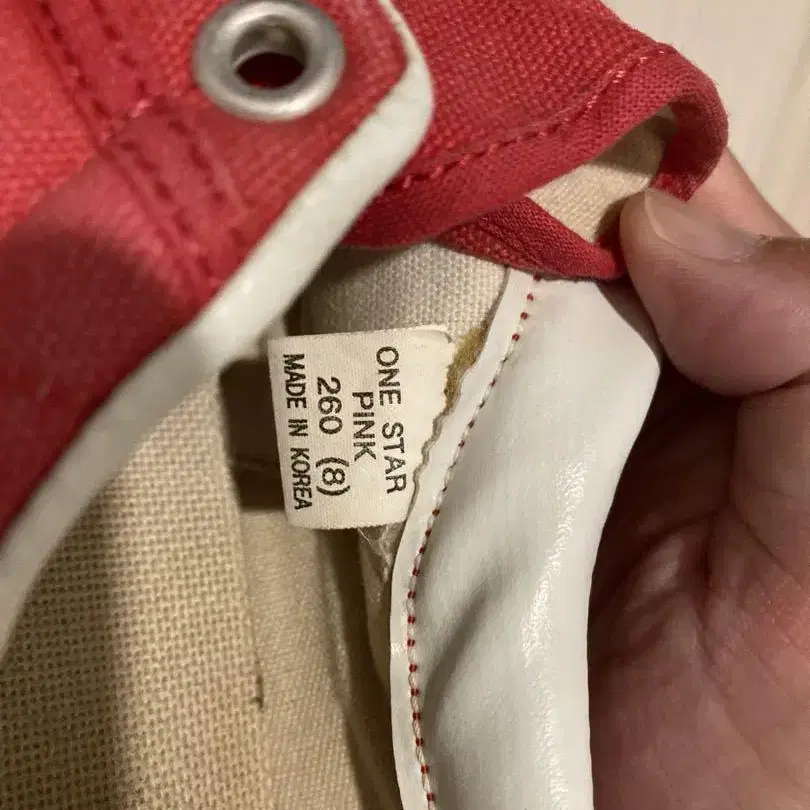 ONE STAR
PINK
260 (8)
MADE IN KOREA